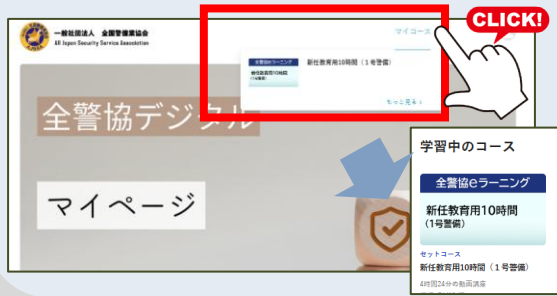 一般社団法人 全国警備業協会
All Japan Security Service Association
マイコース
CLICK!
全警協eラーニング
新任教育用10時間
(1号警備)
新任教育用10時間(1号警備)
もっと見る ›
全警協デジタル
マイページ
学習中のコース
全警協eラーニング
新任教育用10時間
(1号警備)
セットコース
新任教育用10時間(1号警備)
4時間24分の動画講座